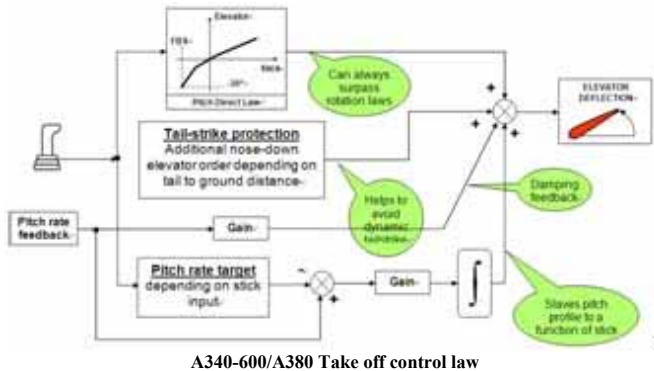 Elevator
Stick
-30°
Pitch Direct Law
Can always
surpass
rotation laws
ELEVATOR
DEFLECTION
Tail-strike protection
Additional nose-down
elevator order depending on
tail to ground distance
Helps to
avoid
dynamic
tailstrike
Damping
feedback
Pitch rate
feedback
Gain
Pitch rate target
depending on stick
input
-
+
Gain
∫
+
+
+
+
Slaves pitch
profile to a
function of stick
A340-600/A380 Take off control law